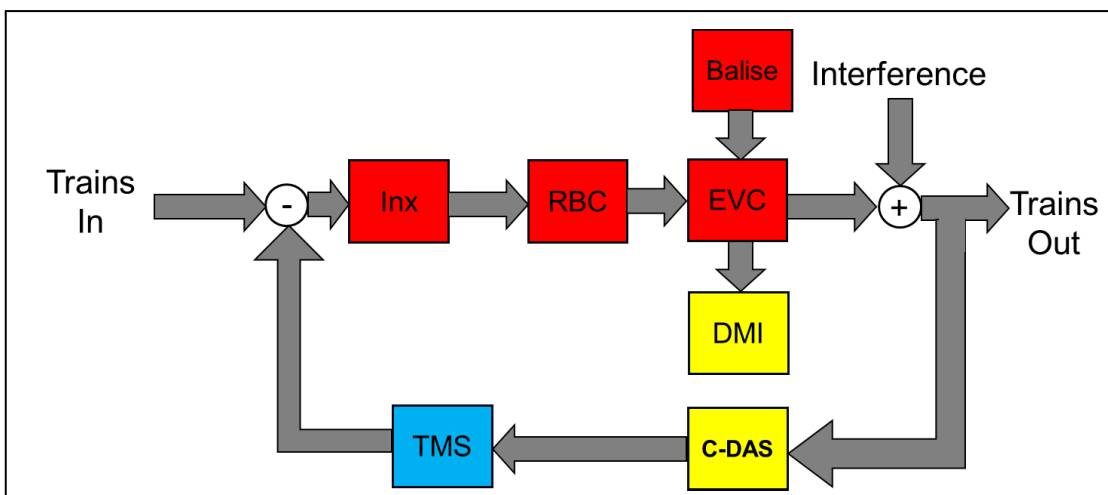 Balise
Interference
Trains
In
-
Inx
RBC
EVC
+
Trains
Out
DMI
TMS
C-DAS